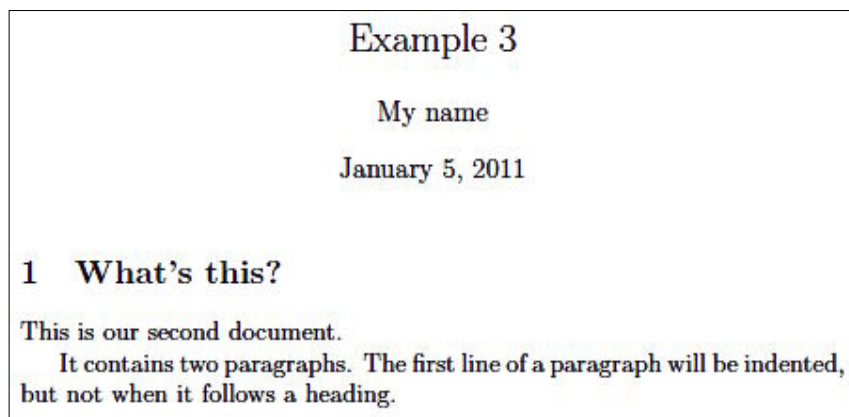 Example 3
My name
January 5, 2011
1 What's this?
This is our second document.
It contains two paragraphs. The first line of a paragraph will be indented,
but not when it follows a heading.